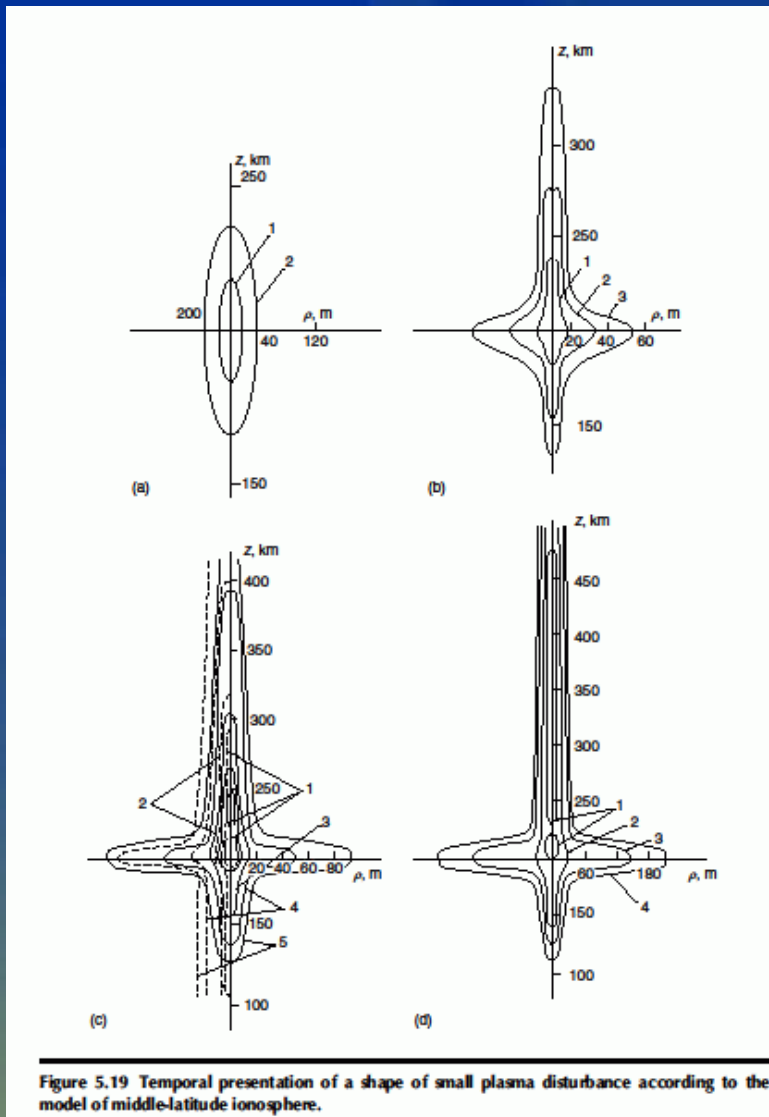 z, km
250
1
2
200
ρ, m
40
120
150
(a)
z, km
300
250
1
2
3
ρ, m
20
40
60
150
(b)
z, km
400
350
300
2
250
1
3
20 40 60 80
ρ, m
4
150
5
100
(c)
z, km
450
400
350
300
250
1
2
3
60
180
ρ, m
4
150
100
(d)
Figure 5.19 Temporal presentation of a shape of small plasma disturbance according to the
model of middle-latitude ionosphere.